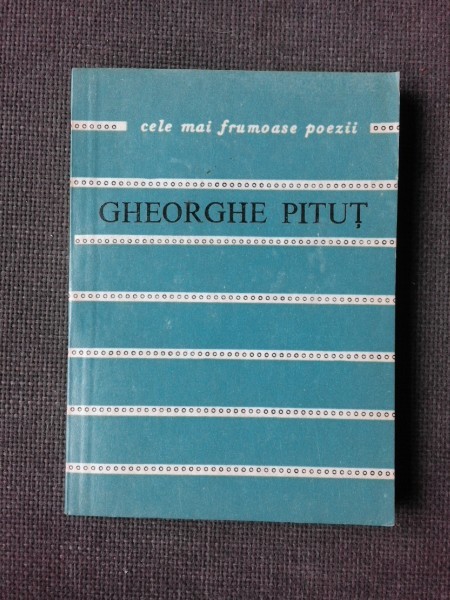 cele mai frumoase poezii
GHEORGHE PITUȚ